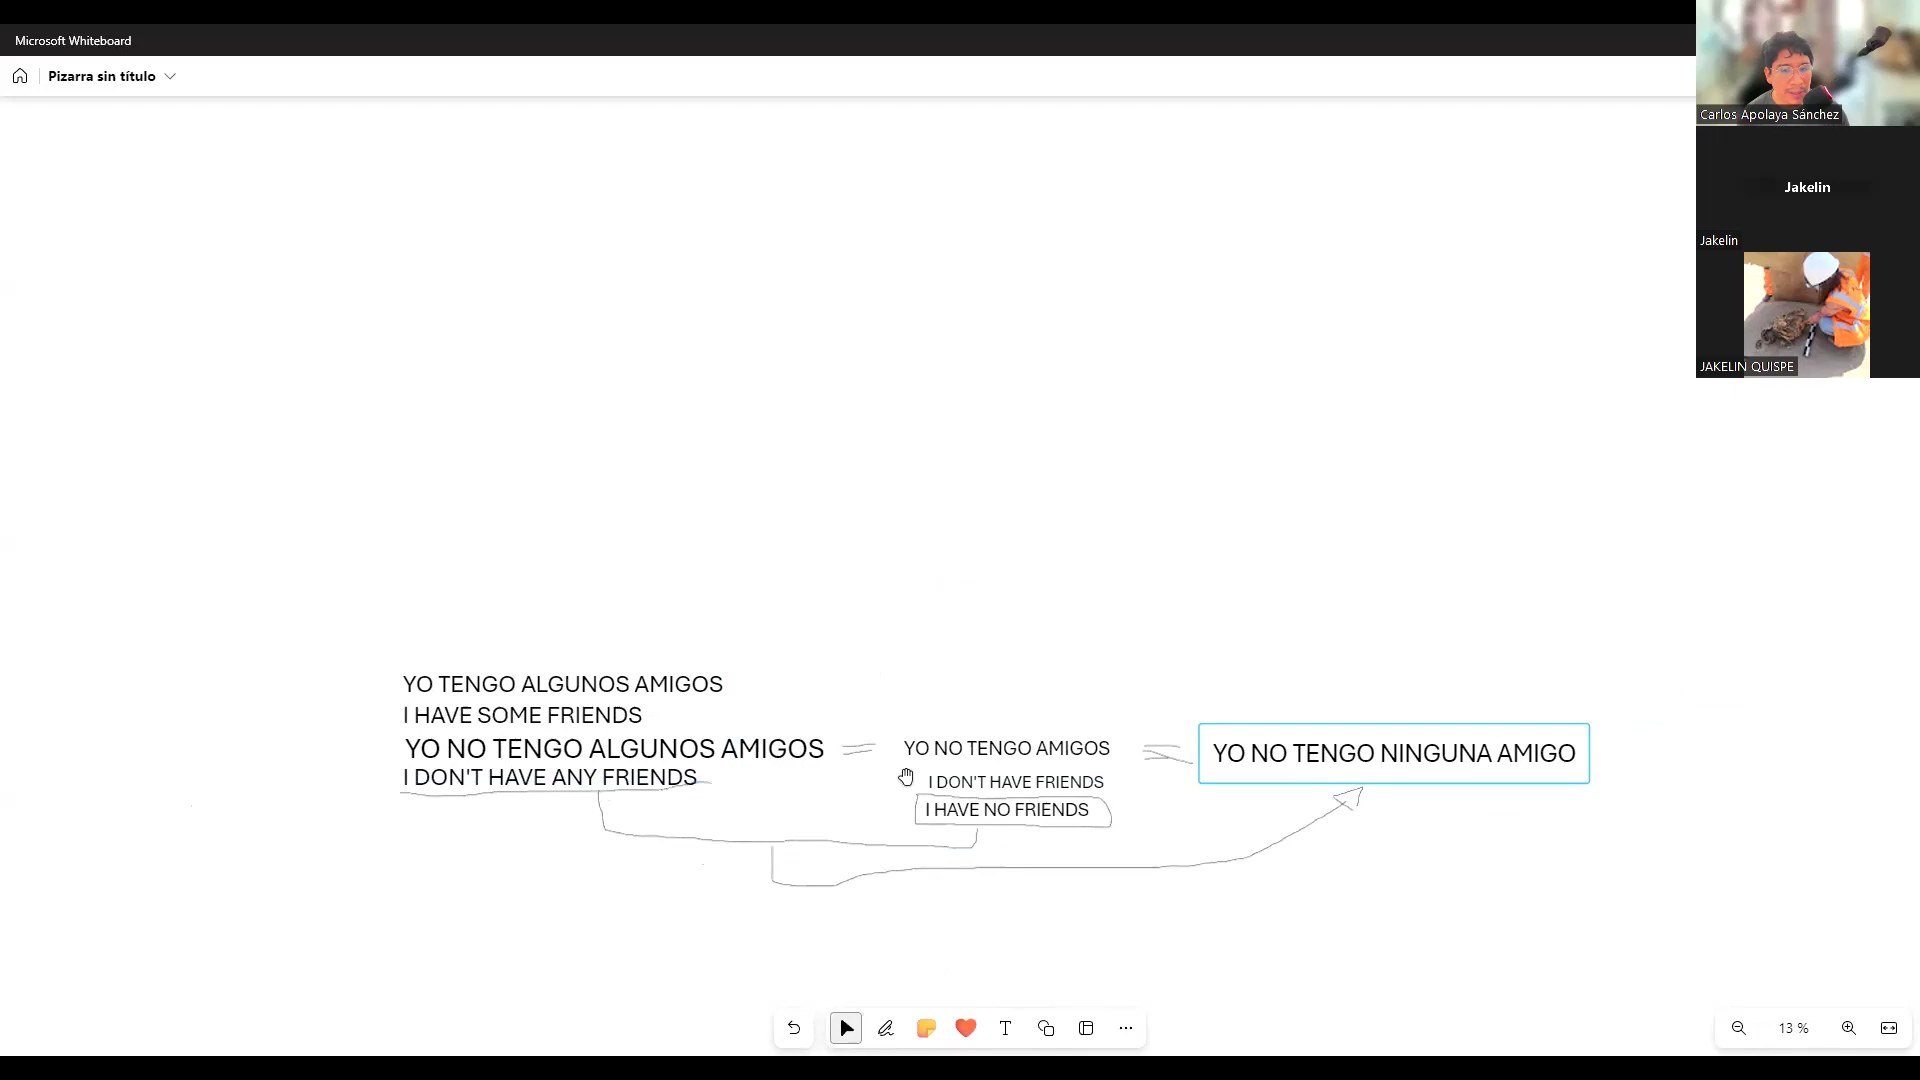 Microsoft Whiteboard
Pizarra sin título
Carlos Apolaya Sánchez
Jakelin
Jakelin
JAKELIN QUISPE
YO TENGO ALGUNOS AMIGOS
I HAVE SOME FRIENDS
YO NO TENGO ALGUNOS AMIGOS
I DON'T HAVE ANY FRIENDS
YO NO TENGO AMIGOS
I DON'T HAVE FRIENDS
I HAVE NO FRIENDS
YO NO TENGO NINGUNA AMIGO
13 %